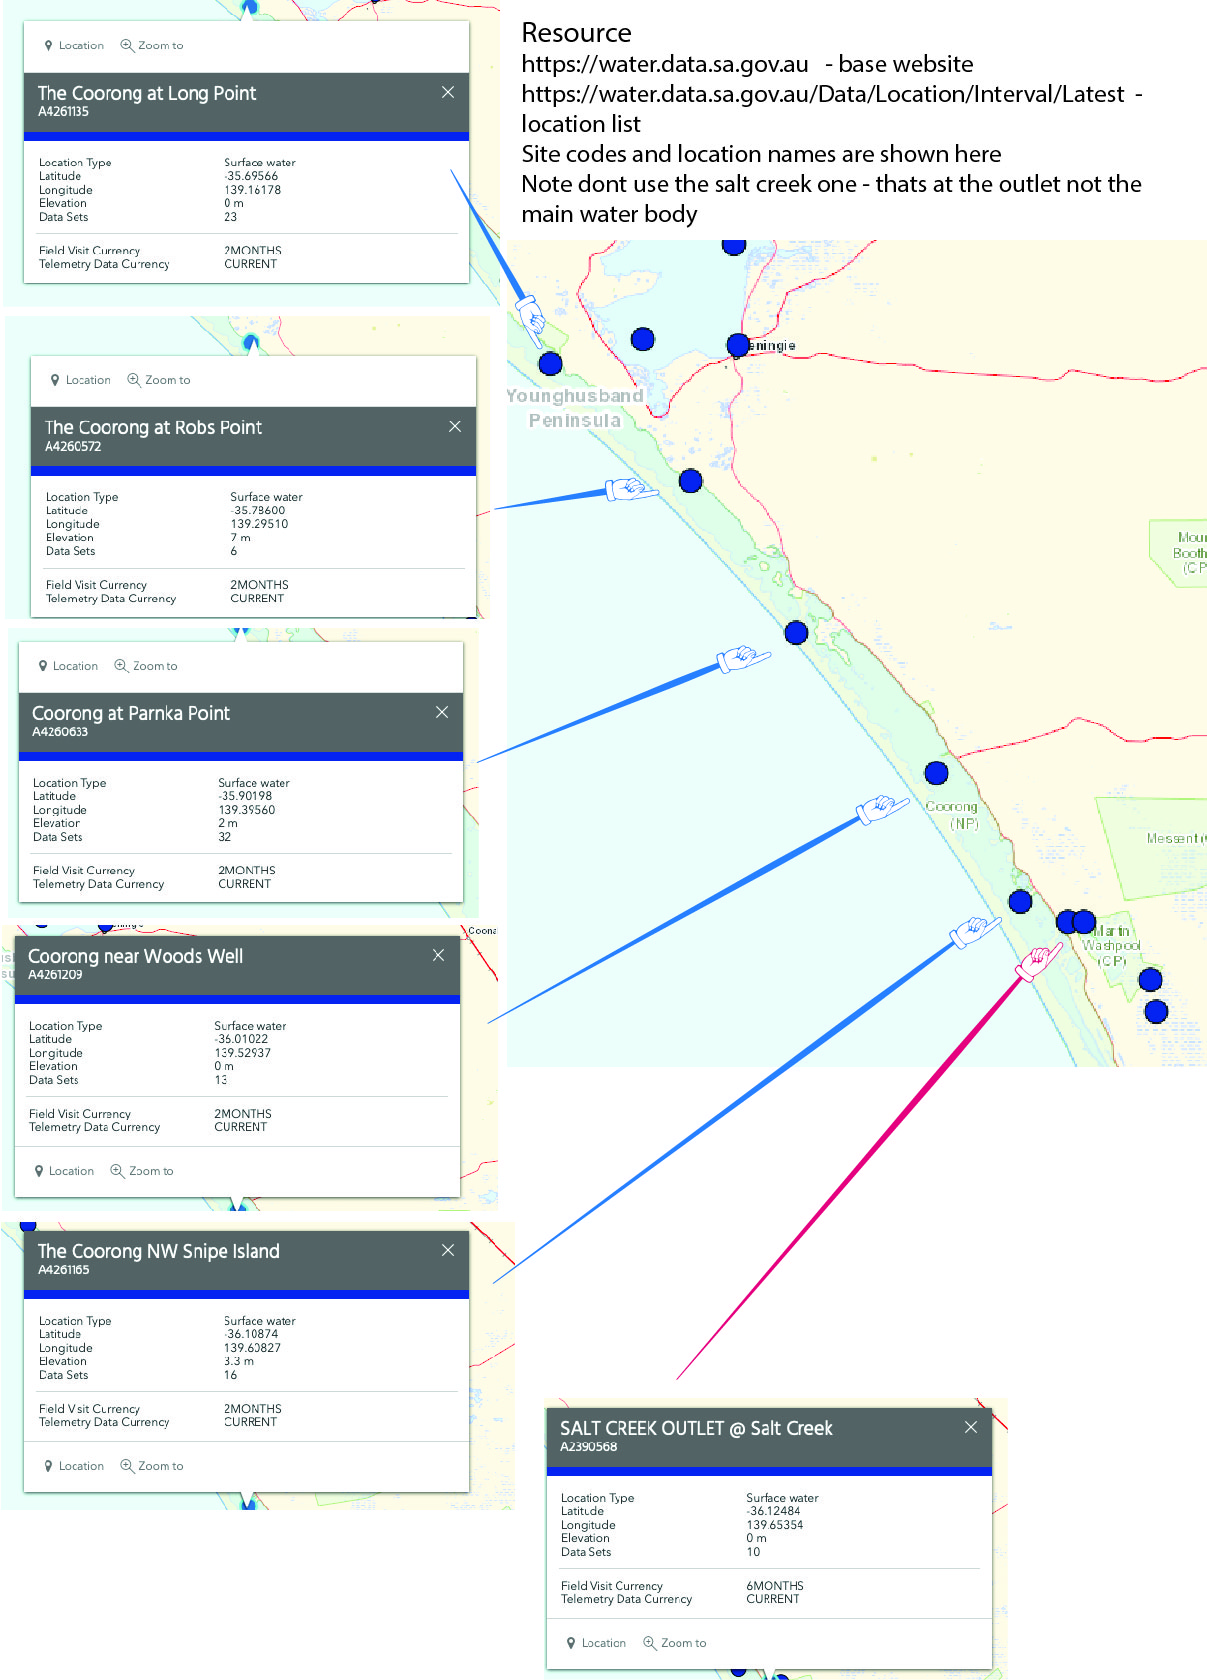 Resource
https://water.data.sa.gov.au - base website
https://water.data.sa.gov.au/Data/Location/Interval/Latest -
location list
Site codes and location names are shown here
Note dont use the salt creek one - thats at the outlet not the
main water body
Location Zoom to
The Coorong at Long Point
A4261135
Location Type Surface water
Latitude -35.69566
Longitude 139.16178
Elevation 0 m
Data Sets 23
Field Visit Currency 2MONTHS
Telemetry Data Currency CURRENT
Location Zoom to
The Coorong at Robs Point
A4260572
Location Type Surface water
Latitude -35.78600
Longitude 139.29510
Elevation 7 m
Data Sets 6
Field Visit Currency 2MONTHS
Telemetry Data Currency CURRENT
Location Zoom to
Coorong at Parnka Point
A4260633
Location Type Surface water
Latitude -35.90198
Longitude 139.39560
Elevation 2 m
Data Sets 32
Field Visit Currency 2MONTHS
Telemetry Data Currency CURRENT
Coona
Coorong near Woods Well
A4261209
Location Type Surface water
Latitude -36.01022
Longitude 139.52937
Elevation 0 m
Data Sets 13
Field Visit Currency 2MONTHS
Telemetry Data Currency CURRENT
Location Zoom to
The Coorong NW Snipe Island
A4261165
Location Type Surface water
Latitude -36.10874
Longitude 139.60827
Elevation 3.3 m
Data Sets 16
Field Visit Currency 2MONTHS
Telemetry Data Currency CURRENT
Location Zoom to
eningie
Younghusband
Peninsula
Mour
Booth
(CP
Coorong
(NP)
Messent (
Martin
Washpool
(CP)
SALT CREEK OUTLET @ Salt Creek
A2390568
Location Type Surface water
Latitude -36.12484
Longitude 139.65354
Elevation 0 m
Data Sets 10
Field Visit Currency 6MONTHS
Telemetry Data Currency CURRENT
Location Zoom to